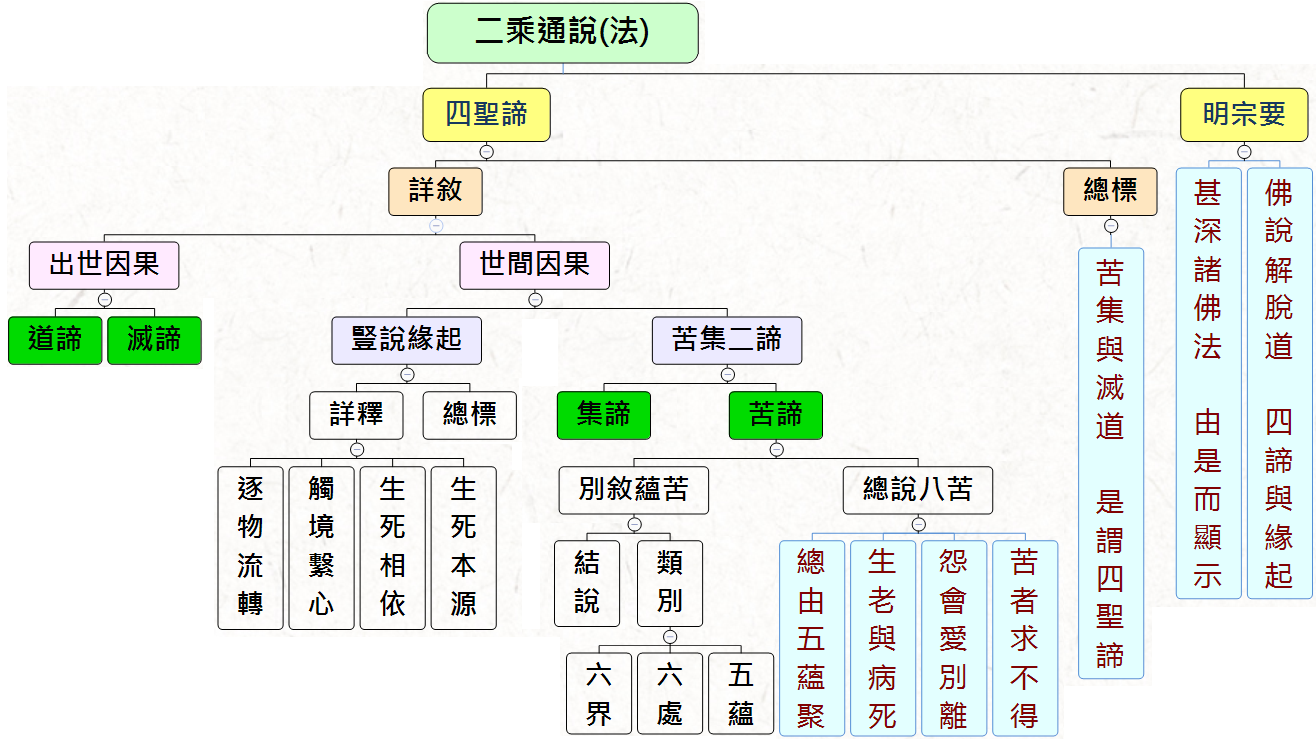 二乘通說(法)
明宗要
佛說解脫道 四諦與緣起
甚深諸佛法 由是而顯示
四聖諦
總標
苦集與滅道 是謂四聖諦
詳敘
世間因果
苦集二諦
苦諦
總說八苦
苦者求不得
怨會愛別離
生老與病死
總由五蘊聚
別敘蘊苦
類別
五蘊
六處
六界
結說
集諦
豎說緣起
總標
詳釋
生死本源
生死相依
觸境繫心
逐物流轉
出世因果
滅諦
道諦